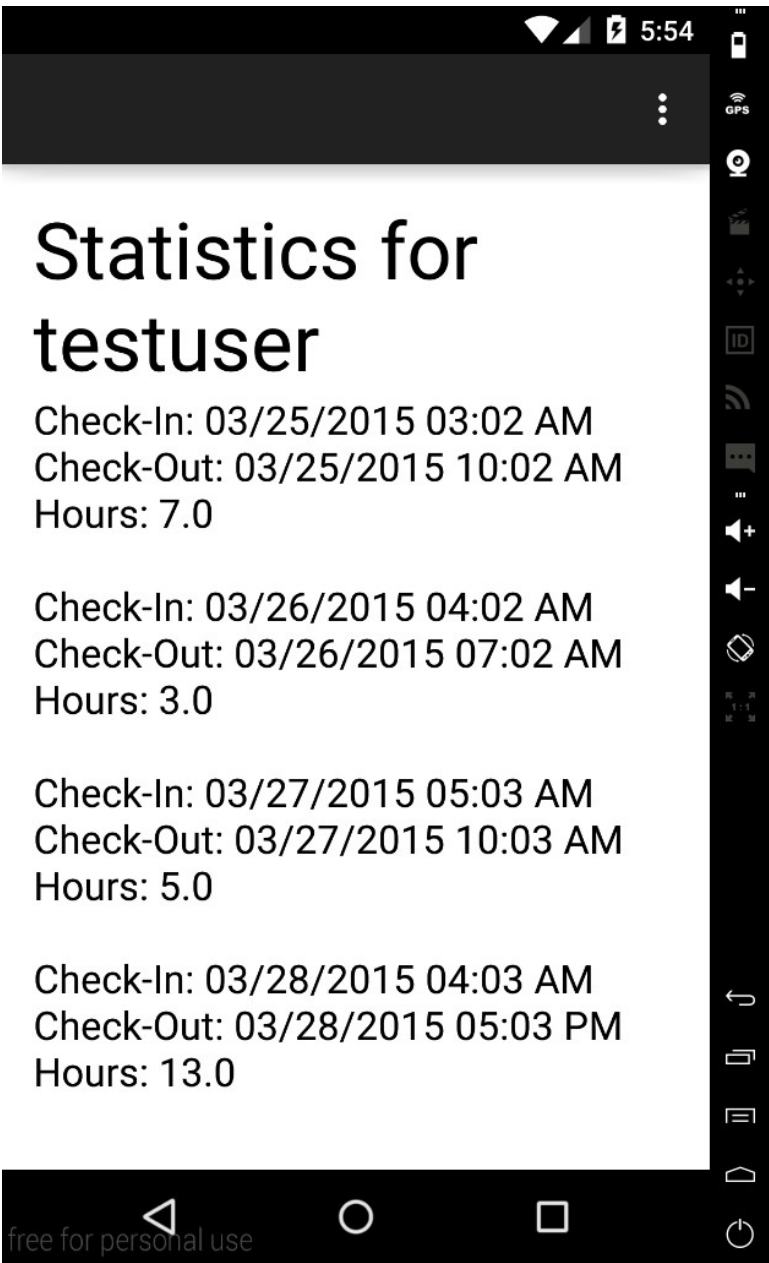 5:54
GPS
Statistics for
testuser
Check-In: 03/25/2015 03:02 AM
Check-Out: 03/25/2015 10:02 AM
Hours: 7.0
Check-In: 03/26/2015 04:02 AM
Check-Out: 03/26/2015 07:02 AM
Hours: 3.0
Check-In: 03/27/2015 05:03 AM
Check-Out: 03/27/2015 10:03 AM
Hours: 5.0
Check-In: 03/28/2015 04:03 AM
Check-Out: 03/28/2015 05:03 PM
Hours: 13.0
ID
1:1
free for personal use